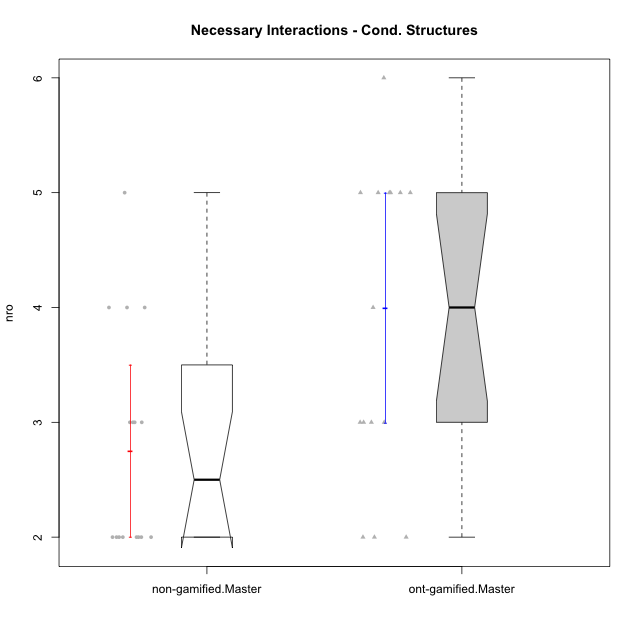 Necessary Interactions - Cond. Structures
6
5
4
3
2
nro
non-gamified.Master
ont-gamified.Master